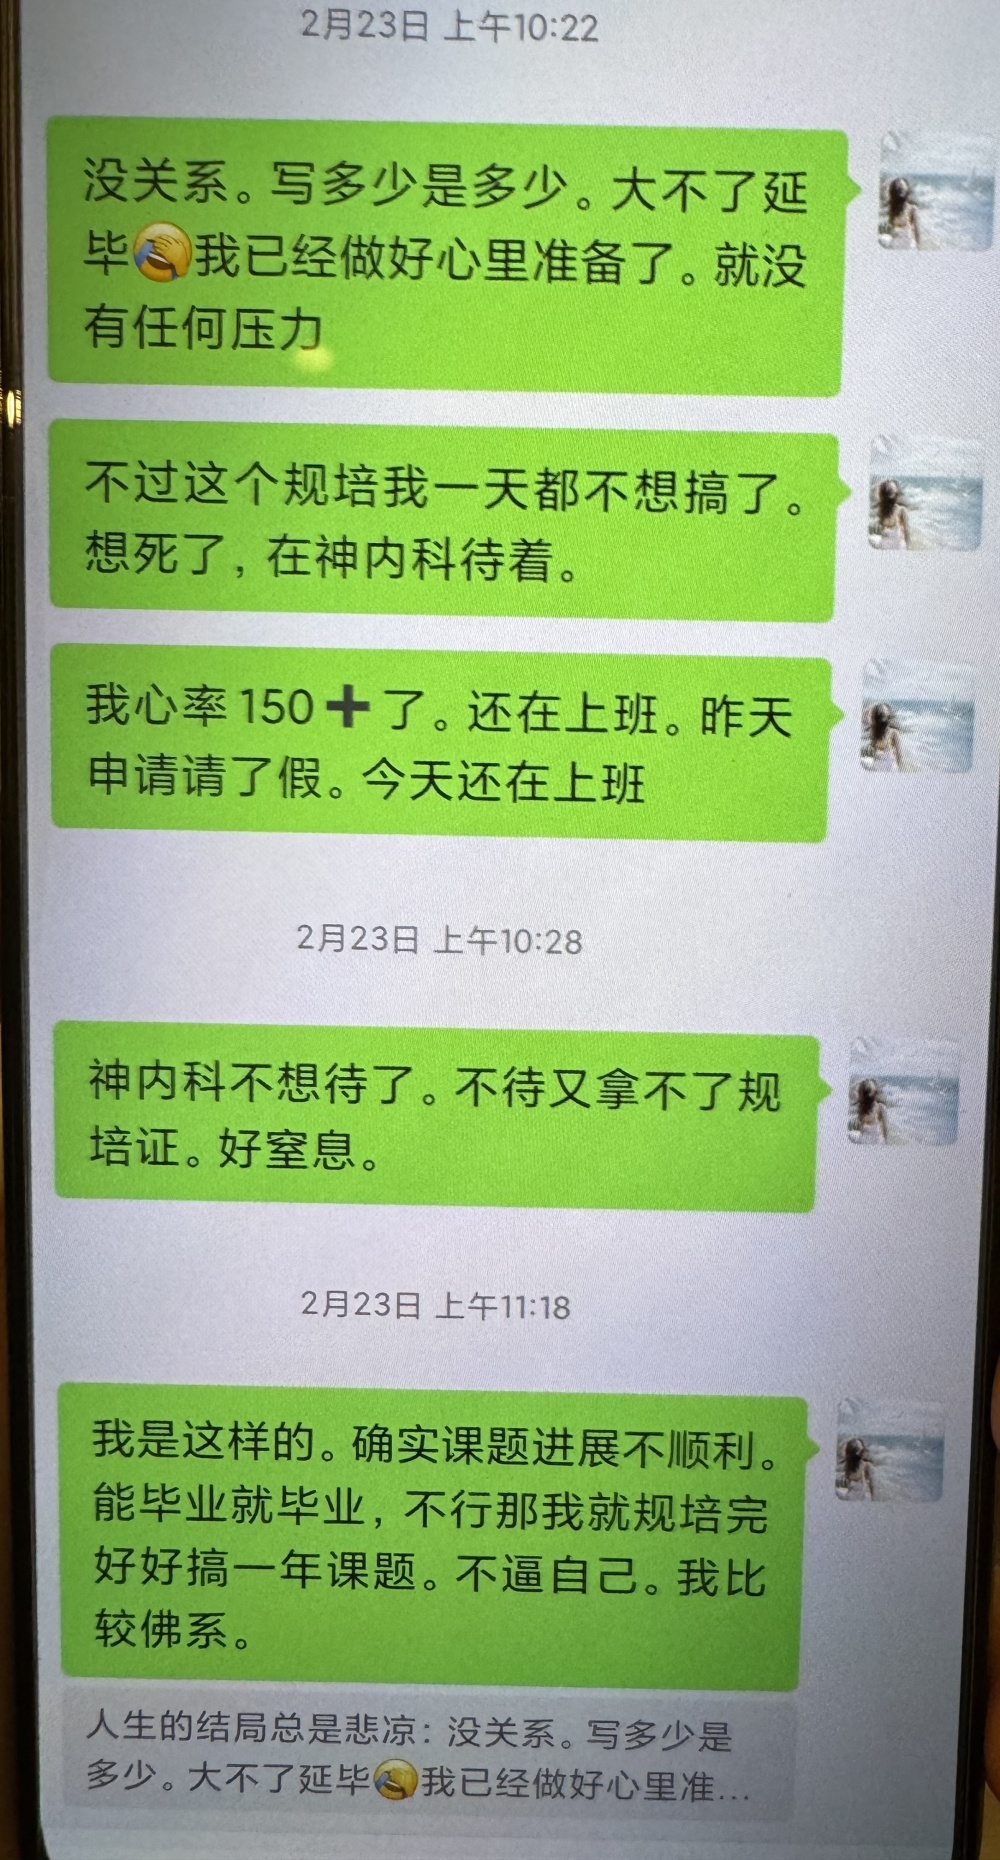 2月23日 上午10:22
没关系。写多少是多少。大不了延
毕🤦我已经做好心里准备了。就没
有任何压力
不过这个规培我一天都不想搞了。
想死了，在神内科待着。
我心率150➕了。还在上班。昨天
申请请了假。今天还在上班
2月23日 上午10:28
神内科不想待了。不待又拿不了规
培证。好窒息。
2月23日 上午11:18
我是这样的。确实课题进展不顺利。
能毕业就毕业，不行那我就规培完
好好搞一年课题。不逼自己。我比
较佛系。
人生的结局总是悲凉：没关系。写多少是
多少。大不了延毕🤦我已经做好心里准...